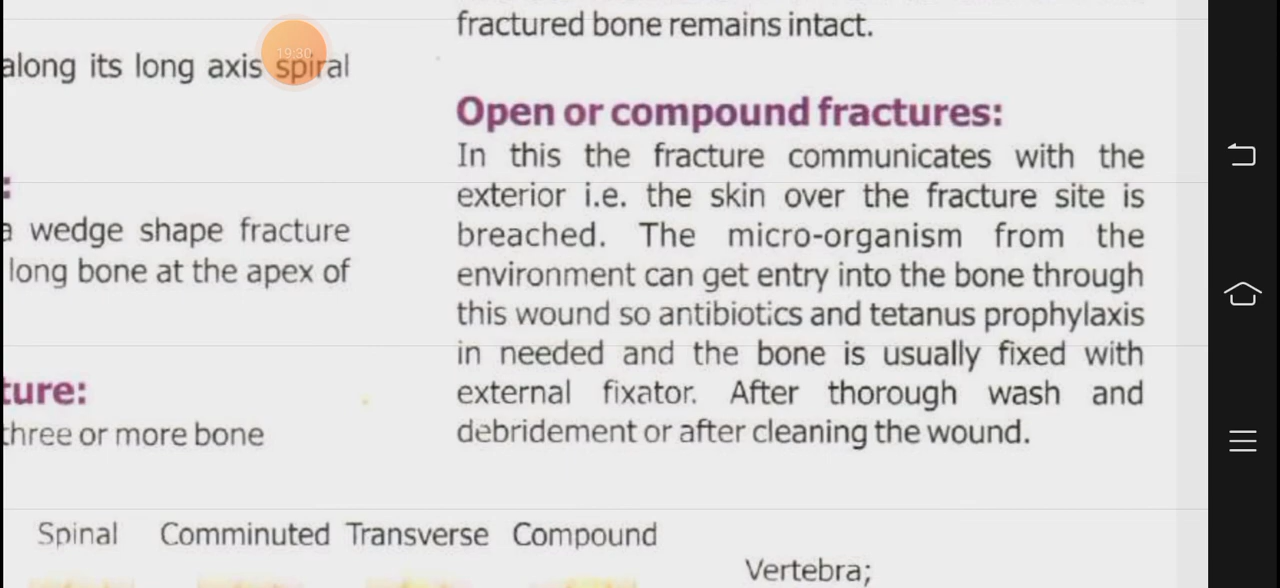 along its long axis spiral
:
a wedge shape fracture
long bone at the apex of
ture:
three or more bone
fractured bone remains intact.
Open or compound fractures:
In this the fracture communicates with the
exterior i.e. the skin over the fracture site is
breached. The micro-organism from the
environment can get entry into the bone through
this wound so antibiotics and tetanus prophylaxis
in needed and the bone is usually fixed with
external fixator. After thorough wash and
debridement or after cleaning the wound.
Spinal Comminuted Transverse Compound
Vertebra;
19:30